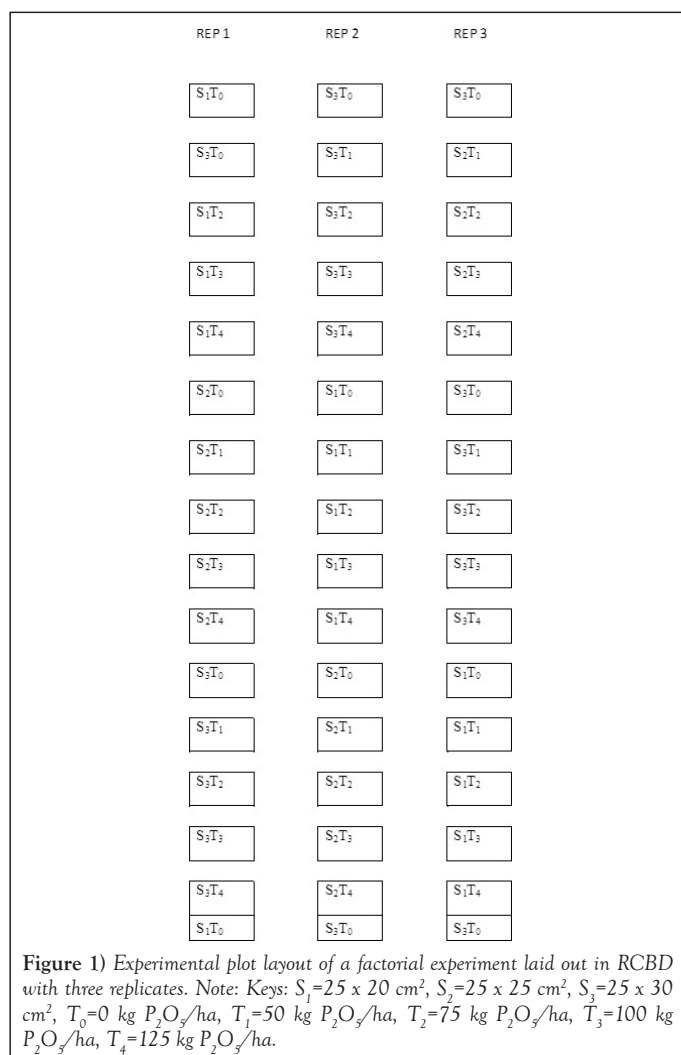 REP 1 REP 2 REP 3
S₁T₀ S₃T₀ S₃T₀
S₃T₀ S₃T₁ S₂T₁
S₁T₂ S₃T₂ S₂T₂
S₁T₃ S₃T₃ S₂T₃
S₁T₄ S₃T₄ S₂T₄
S₂T₀ S₁T₀ S₃T₀
S₂T₁ S₁T₁ S₃T₁
S₂T₂ S₁T₂ S₃T₂
S₂T₃ S₁T₃ S₃T₃
S₂T₄ S₁T₄ S₃T₄
S₃T₀ S₂T₀ S₁T₀
S₃T₁ S₂T₁ S₁T₁
S₃T₂ S₂T₂ S₁T₂
S₃T₃ S₂T₃ S₁T₃
S₃T₄ S₂T₄ S₁T₄
S₁T₀ S₃T₀ S₃T₀
Figure 1) Experimental plot layout of a factorial experiment laid out in RCBD
with three replicates. Note: Keys: S₁=25 x 20 cm², S₂=25 x 25 cm², S₃=25 x 30
cm², T₀=0 kg P₂O₅/ha, T₁=50 kg P₂O₅/ha, T₂=75 kg P₂O₅/ha, T₃=100 kg
P₂O₅/ha, T₄=125 kg P₂O₅/ha.